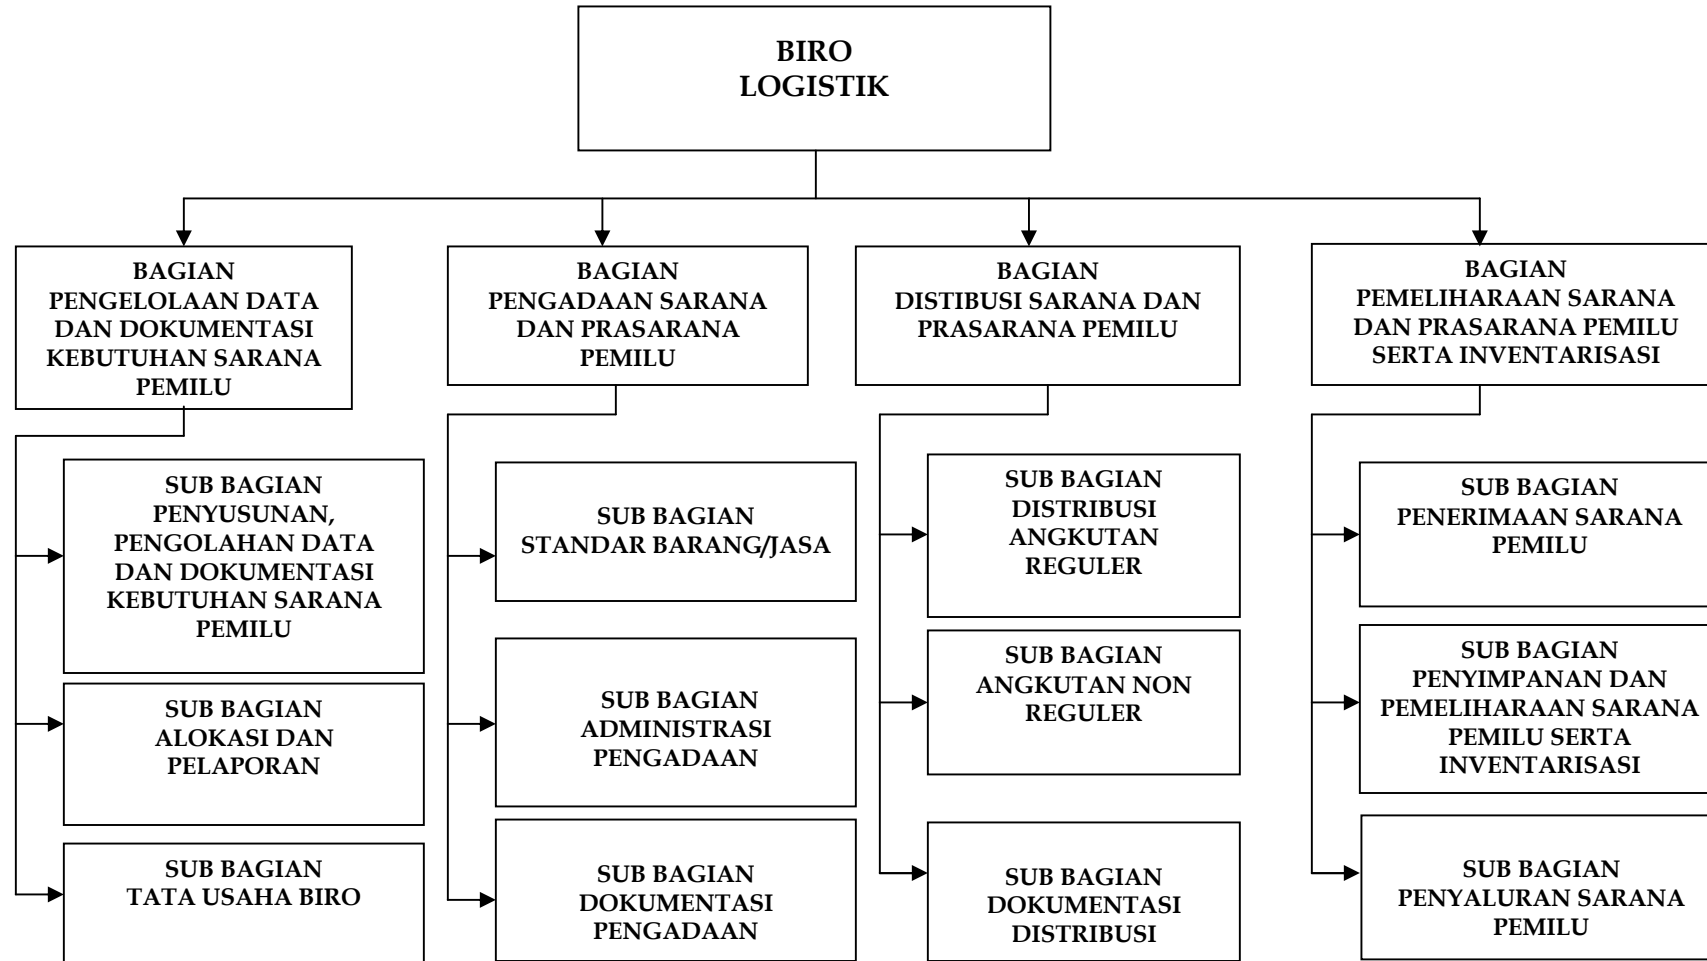 BIRO
LOGISTIK
BAGIAN
PENGELOLAAN DATA
DAN DOKUMENTASI
KEBUTUHAN SARANA
PEMILU
BAGIAN
PENGADAAN SARANA
DAN PRASARANA
PEMILU
BAGIAN
DISTIBUSI SARANA DAN
PRASARANA PEMILU
BAGIAN
PEMELIHARAAN SARANA
DAN PRASARANA PEMILU
SERTA INVENTARISASI
SUB BAGIAN
PENYUSUNAN,
PENGOLAHAN DATA
DAN DOKUMENTASI
KEBUTUHAN SARANA
PEMILU
SUB BAGIAN
STANDAR BARANG/JASA
SUB BAGIAN
DISTRIBUSI
ANGKUTAN
REGULER
SUB BAGIAN
PENERIMAAN SARANA
PEMILU
SUB BAGIAN
ALOKASI DAN
PELAPORAN
SUB BAGIAN
ADMINISTRASI
PENGADAAN
SUB BAGIAN
ANGKUTAN NON
REGULER
SUB BAGIAN
PENYIMPANAN DAN
PEMELIHARAAN SARANA
PEMILU SERTA
INVENTARISASI
SUB BAGIAN
TATA USAHA BIRO
SUB BAGIAN
DOKUMENTASI
PENGADAAN
SUB BAGIAN
DOKUMENTASI
DISTRIBUSI
SUB BAGIAN
PENYALURAN SARANA
PEMILU